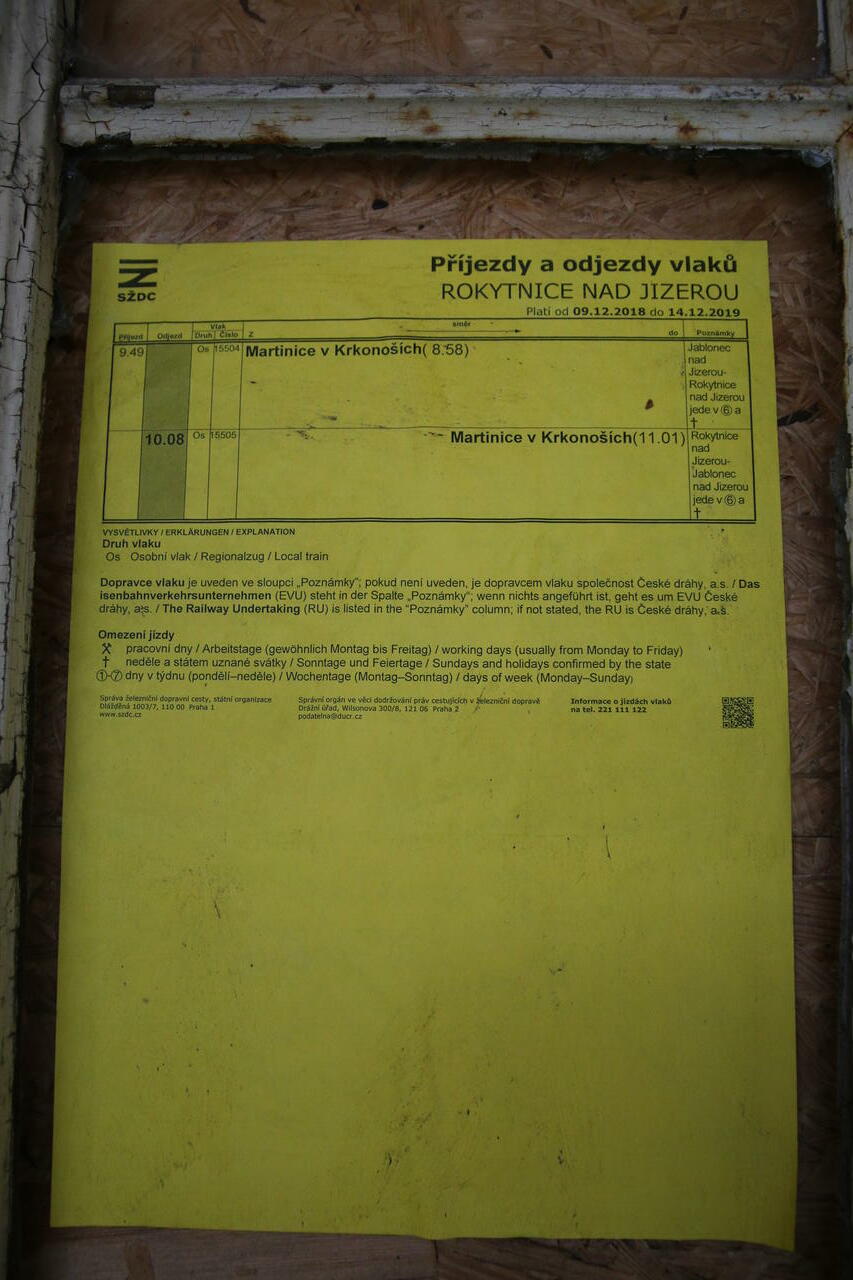 SŽDC
Příjezdy a odjezdy vlaků
ROKYTNICE NAD JIZEROU
Platí od 09.12.2018 do 14.12.2019
Příjezd Odjezd Vlak Druh Číslo Z směr do Poznámky
9.49 Os 15504 Martinice v Krkonoších( 8.58) Jablonec
nad
Jizerou-
Rokytnice
nad Jizerou
jede v ⑥ a
†
10.08 Os 15505 Martinice v Krkonoších(11.01) Rokytnice
nad
Jizerou-
Jablonec
nad Jizerou
jede v ⑥ a
†
VYSVĚTLIVKY / ERKLÄRUNGEN / EXPLANATION
Druh vlaku
Os Osobní vlak / Regionalzug / Local train
Dopravce vlaku je uveden ve sloupci „Poznámky“; pokud není uveden, je dopravcem vlaku společnost České dráhy, a.s. / Das
isenbahnverkehrsunternehmen (EVU) steht in der Spalte „Poznámky“; wenn nichts angeführt ist, geht es um EVU České
dráhy, a.s. / The Railway Undertaking (RU) is listed in the “Poznámky” column; if not stated, the RU is České dráhy, a.s.
Omezení jízdy
⚒ pracovní dny / Arbeitstage (gewöhnlich Montag bis Freitag) / working days (usually from Monday to Friday)
† neděle a státem uznané svátky / Sonntage und Feiertage / Sundays and holidays confirmed by the state
①-⑦ dny v týdnu (pondělí–neděle) / Wochentage (Montag–Sonntag) / days of week (Monday–Sunday)
Správa železniční dopravní cesty, státní organizace
Dlážděná 1003/7, 110 00 Praha 1
www.szdc.cz
Správní orgán ve věci dodržování práv cestujících v železniční dopravě
Drážní úřad, Wilsonova 300/8, 121 06 Praha 2
podatelna@ducr.cz
Informace o jízdách vlaků
na tel. 221 111 122